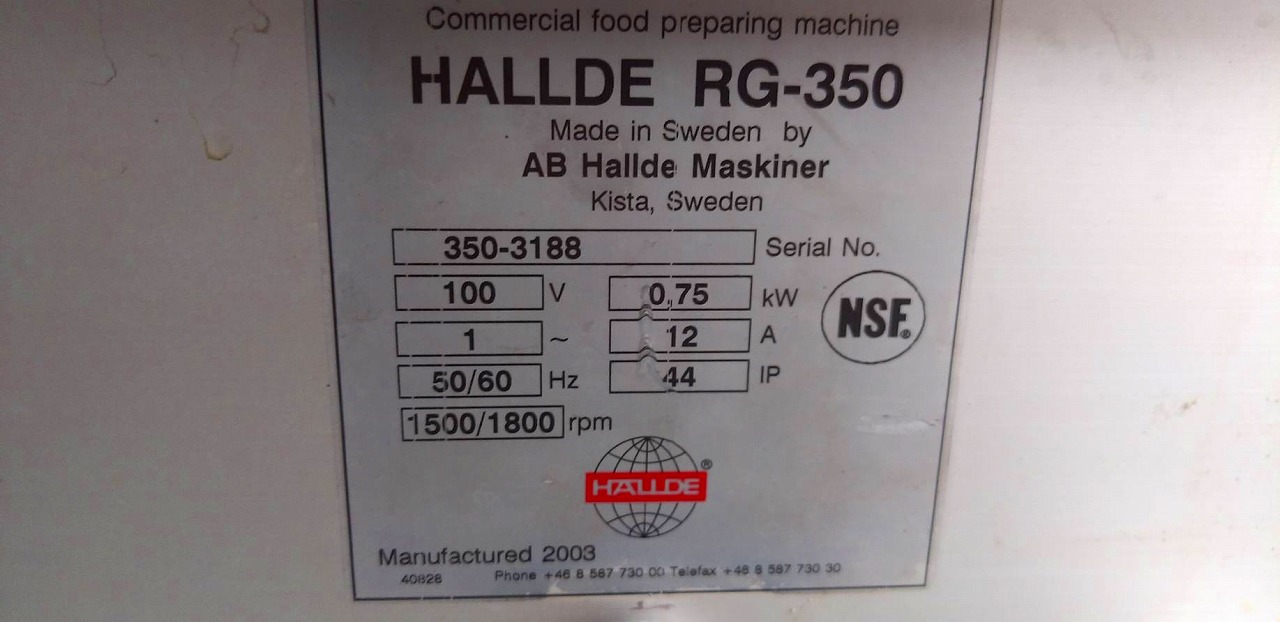 Commercial food preparing machine
HALLDE RG-350
Made in Sweden by
AB Hallde Maskiner
Kista, Sweden
350-3188 Serial No.
100 V 0,75 kW
1 ~ 12 A
50/60 Hz 44 IP
1500/1800 rpm
NSF®
HALLDE ®
Manufactured 2003
40828 Phone +46 8 587 730 00 Telefax +46 8 587 730 30